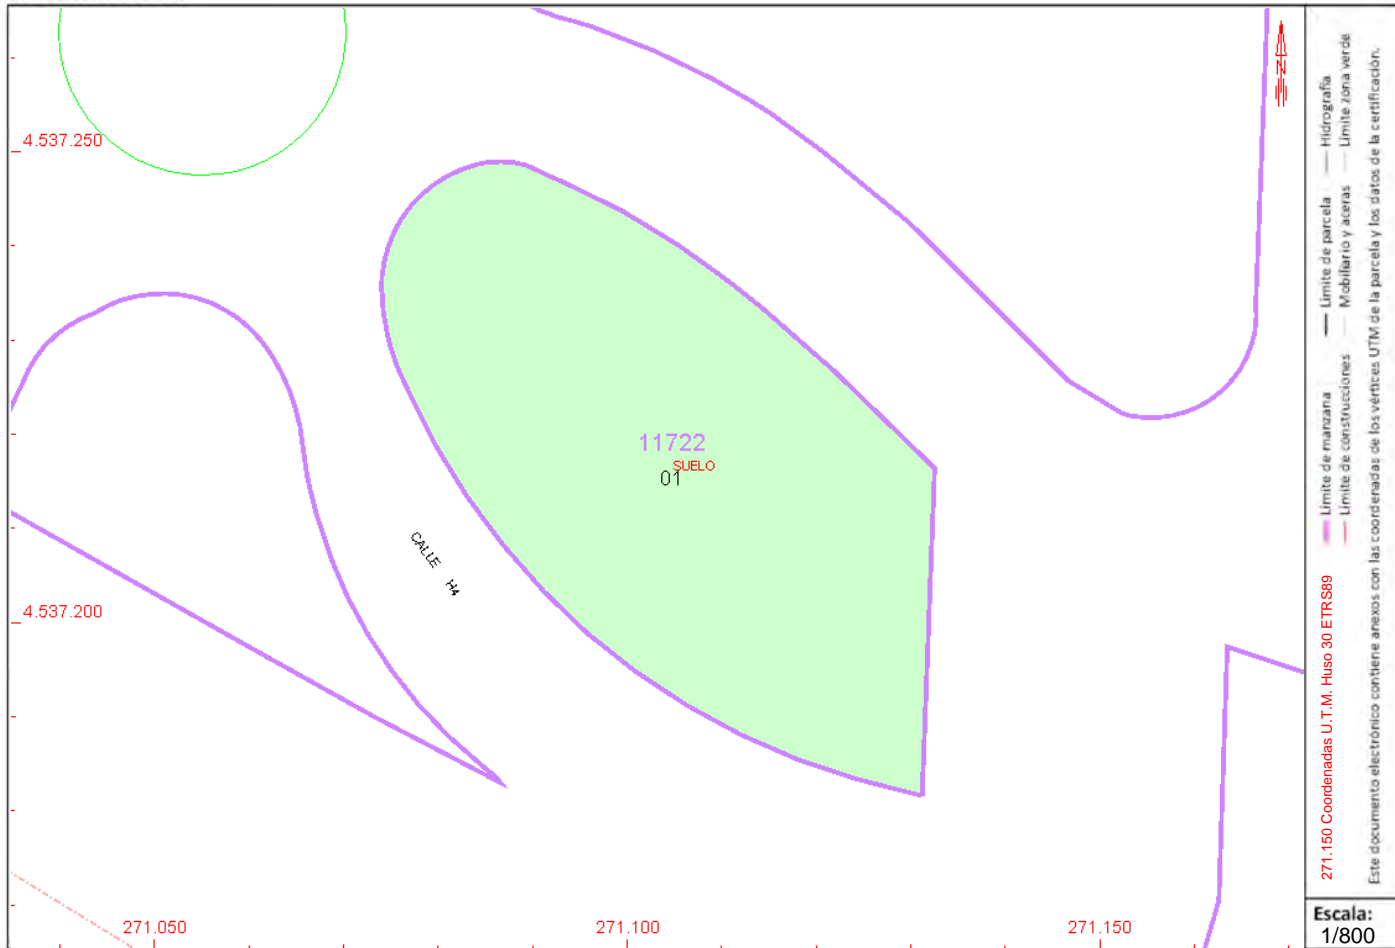 4.537.250
11722
SUELO
01
CALLE H4
4.537.200
271.050
271.100
271.150
N
271.150 Coordenadas U.T.M. Huso 30 ETRS89
Límite de manzana
Límite de parcela
Hidrografía
Límite de construcciones
Mobiliario y aceras
Límite zona verde
Este documento electrónico contiene anexos con las coordenadas de los vértices UTM de la parcela y los datos de la certificación.
Escala:
1/800